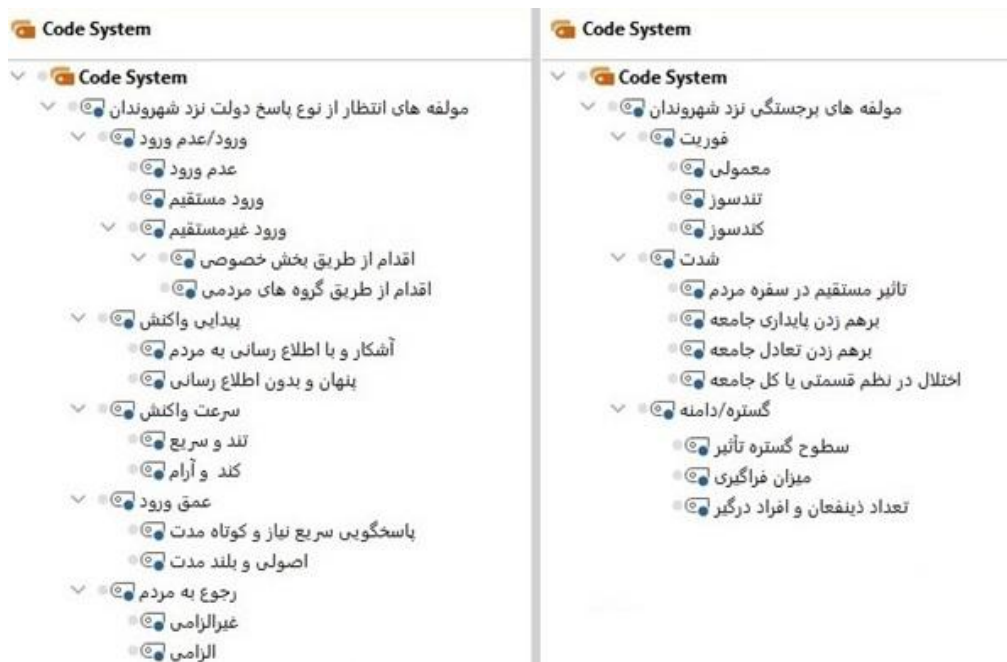 Code System
Code System
مولفه های انتظار از نوع پاسخ دولت نزد شهروندان
ورود/عدم ورود
عدم ورود
ورود مستقیم
ورود غیرمستقیم
اقدام از طریق بخش خصوصی
اقدام از طریق گروه های مردمی
پیدایی واکنش
آشکار و با اطلاع رسانی به مردم
پنهان و بدون اطلاع رسانی
سرعت واکنش
تند و سریع
کند و آرام
عمق ورود
پاسخگویی سریع نیاز و کوتاه مدت
اصولی و بلند مدت
رجوع به مردم
غیرالزامی
الزامی
Code System
Code System
مولفه های برجستگی نزد شهروندان
فوریت
معمولی
تندسوز
کندسوز
شدت
تاثیر مستقیم در سفره مردم
برهم زدن پایداری جامعه
برهم زدن تعادل جامعه
اختلال در نظم قسمتی یا کل جامعه
گستره/دامنه
سطوح گستره تأثیر
میزان فراگیری
تعداد ذینفعان و افراد درگیر